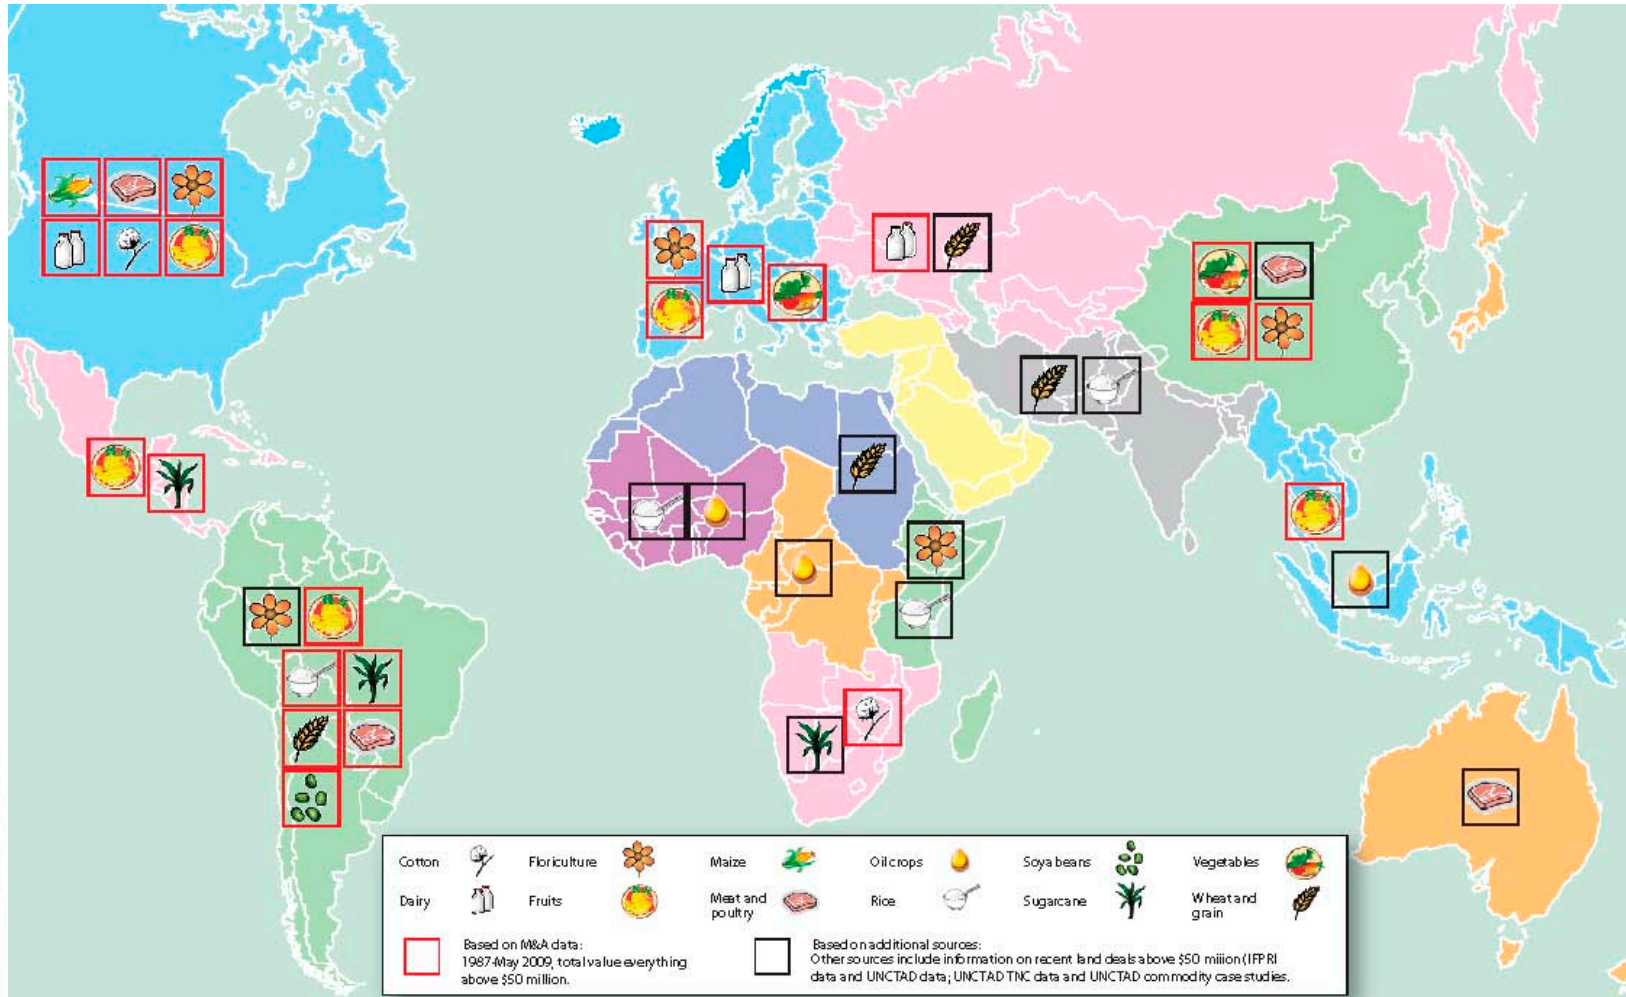 Cotton Floriculture Maize Oil crops Soya beans Vegetables
Dairy Fruits Meat and poultry Rice Sugarcane Wheat and grain
Based on M&A data:
1987-May 2009, total value everything
above $50 million.
Based on additional sources:
Other sources include information on recent land deals above $50 miiion (IFPRI
data and UNCTAD data; UNCTAD TNC data and UNCTAD commodity case studies.